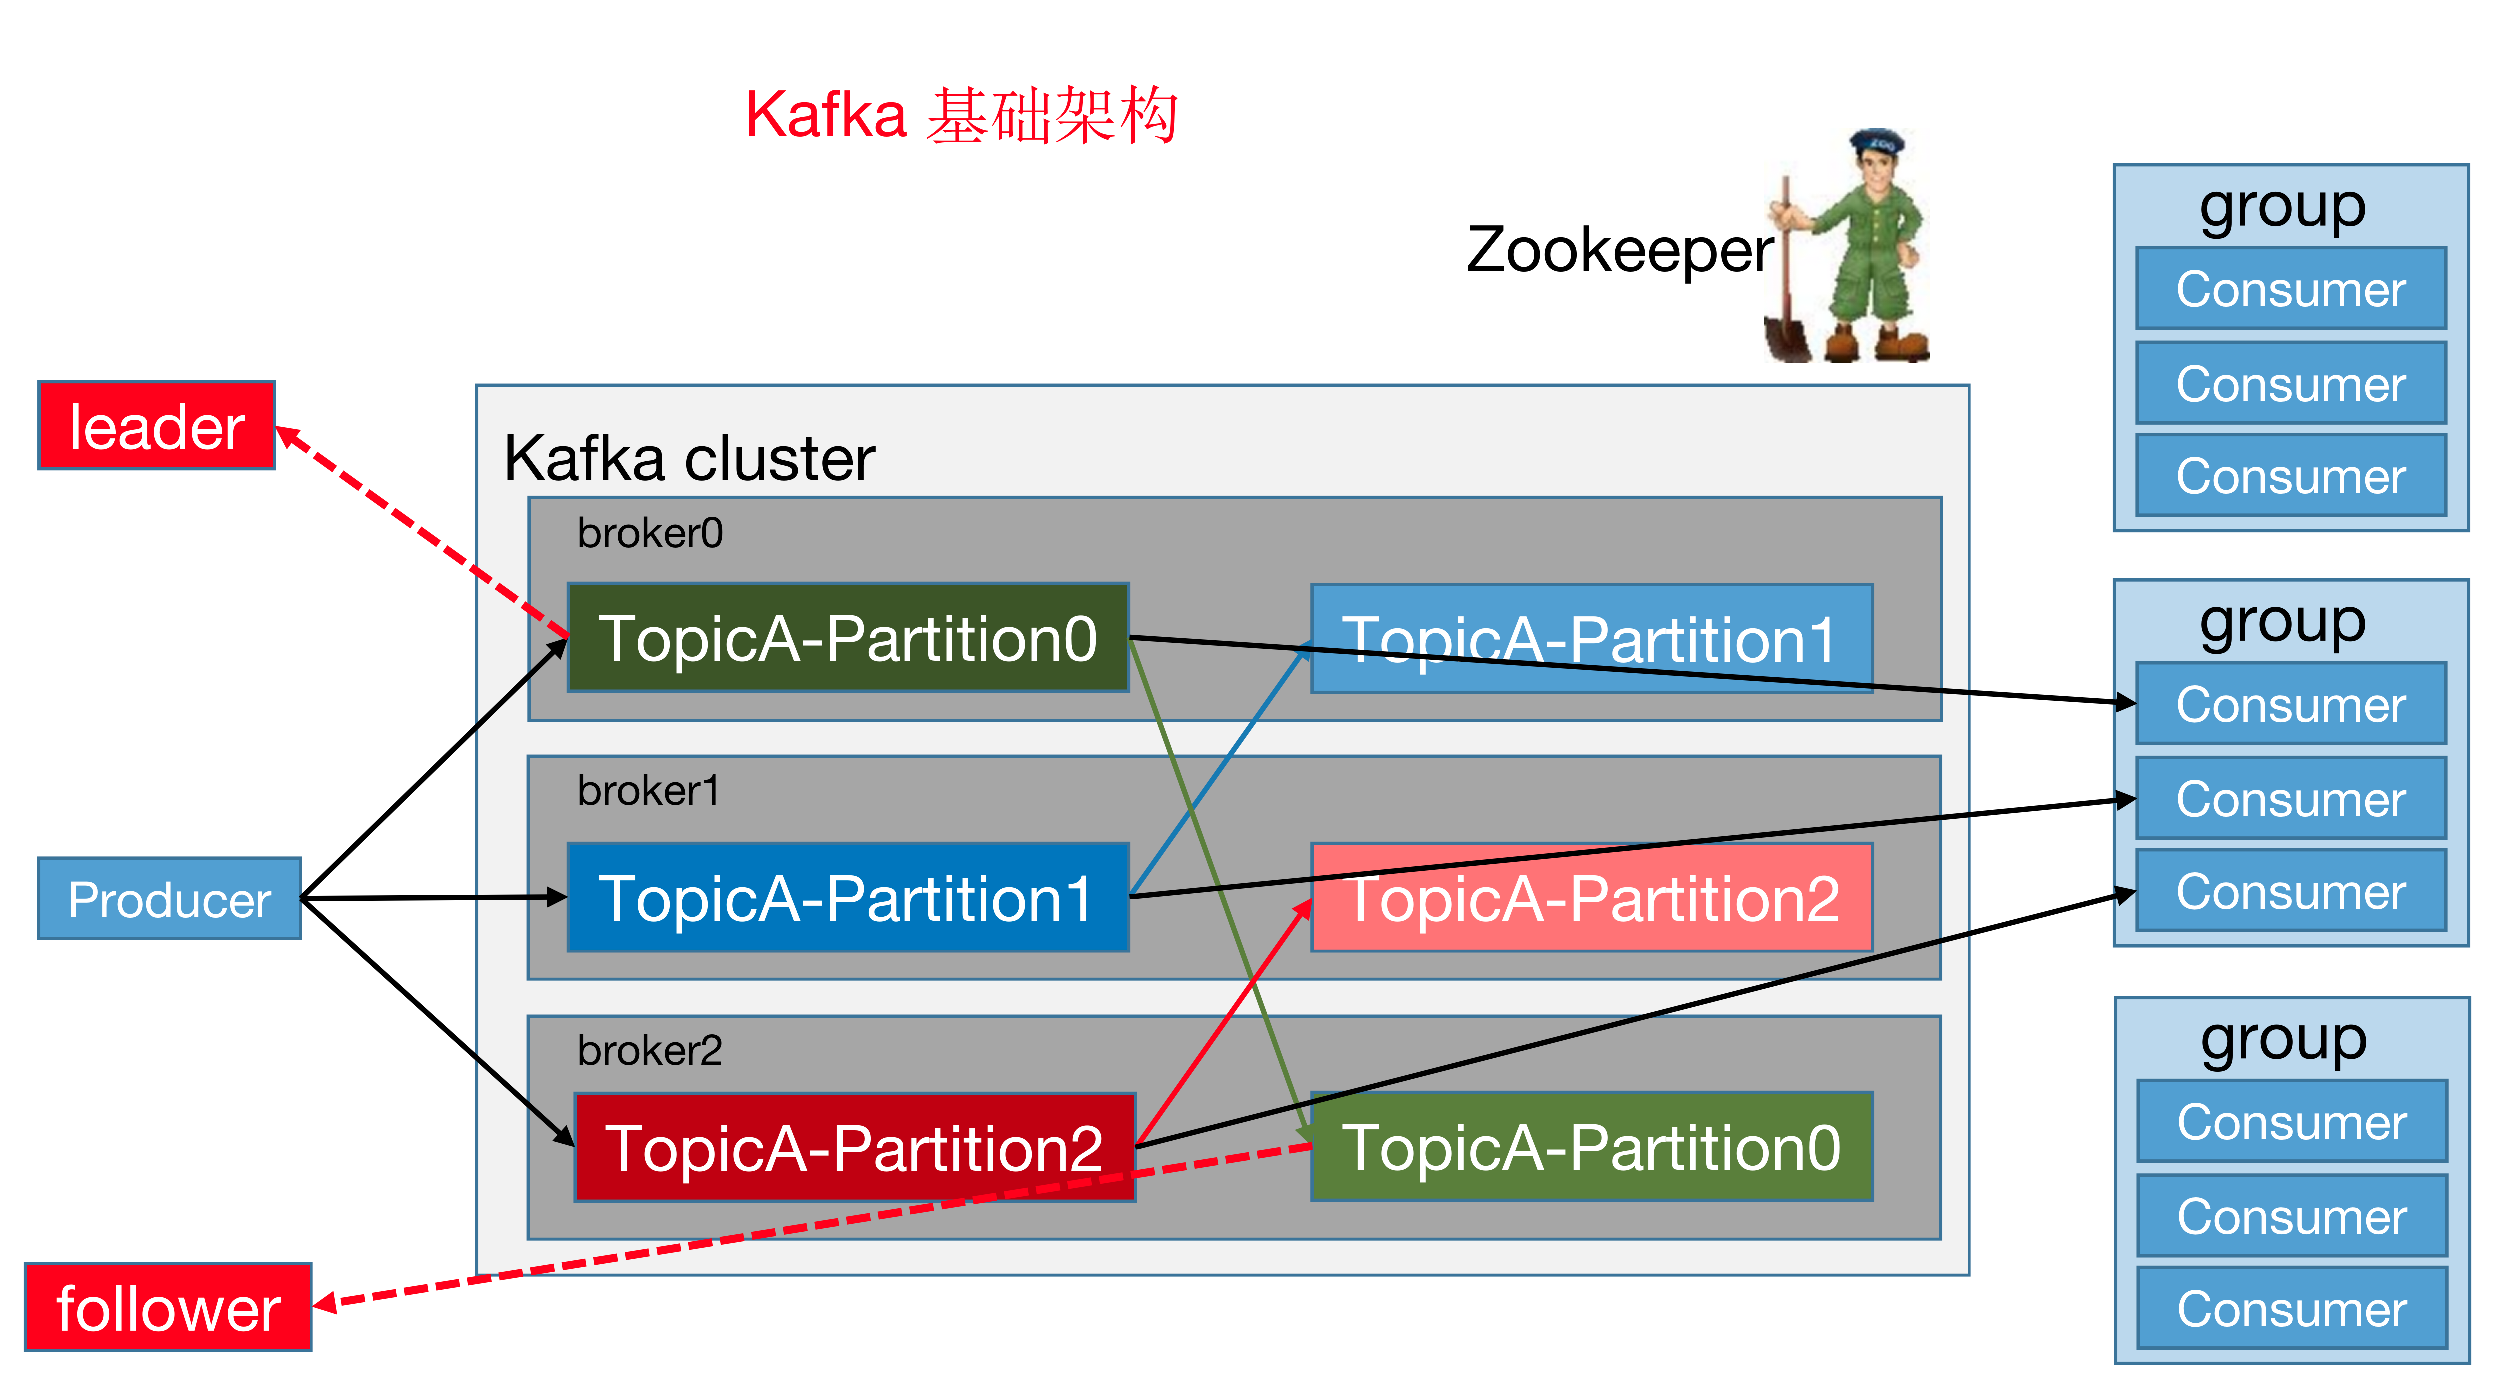 Kafka 基础架构
ZOO
Zookeeper
leader
Kafka cluster
broker0
TopicA-Partition0
TopicA-Partition1
broker1
TopicA-Partition1
TopicA-Partition2
broker2
TopicA-Partition2
TopicA-Partition0
Producer
follower
group
Consumer
Consumer
Consumer
group
Consumer
Consumer
Consumer
group
Consumer
Consumer
Consumer